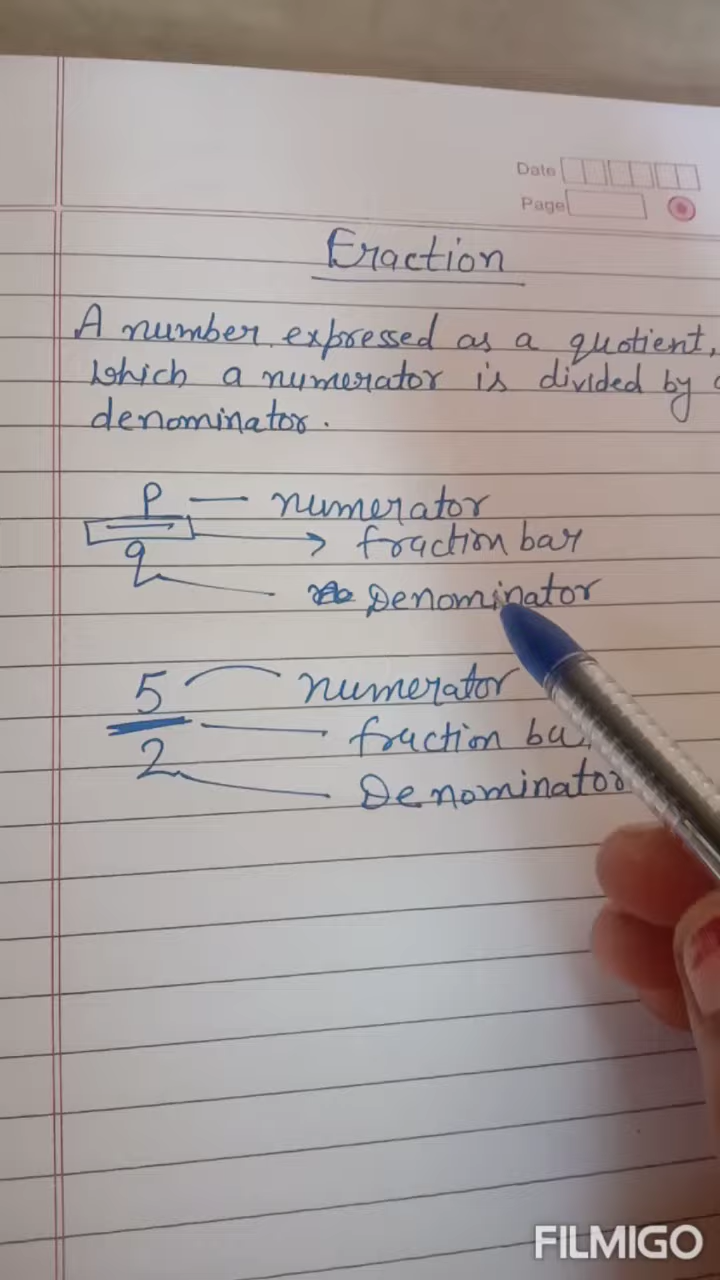 Date
Page
Fraction
A number expressed as a quotient,
which a numerator is divided by a
denominator.
P — numerator
fraction bar
q Denominator
5 numerator
fraction ba
2 Denominator
FILMIGO